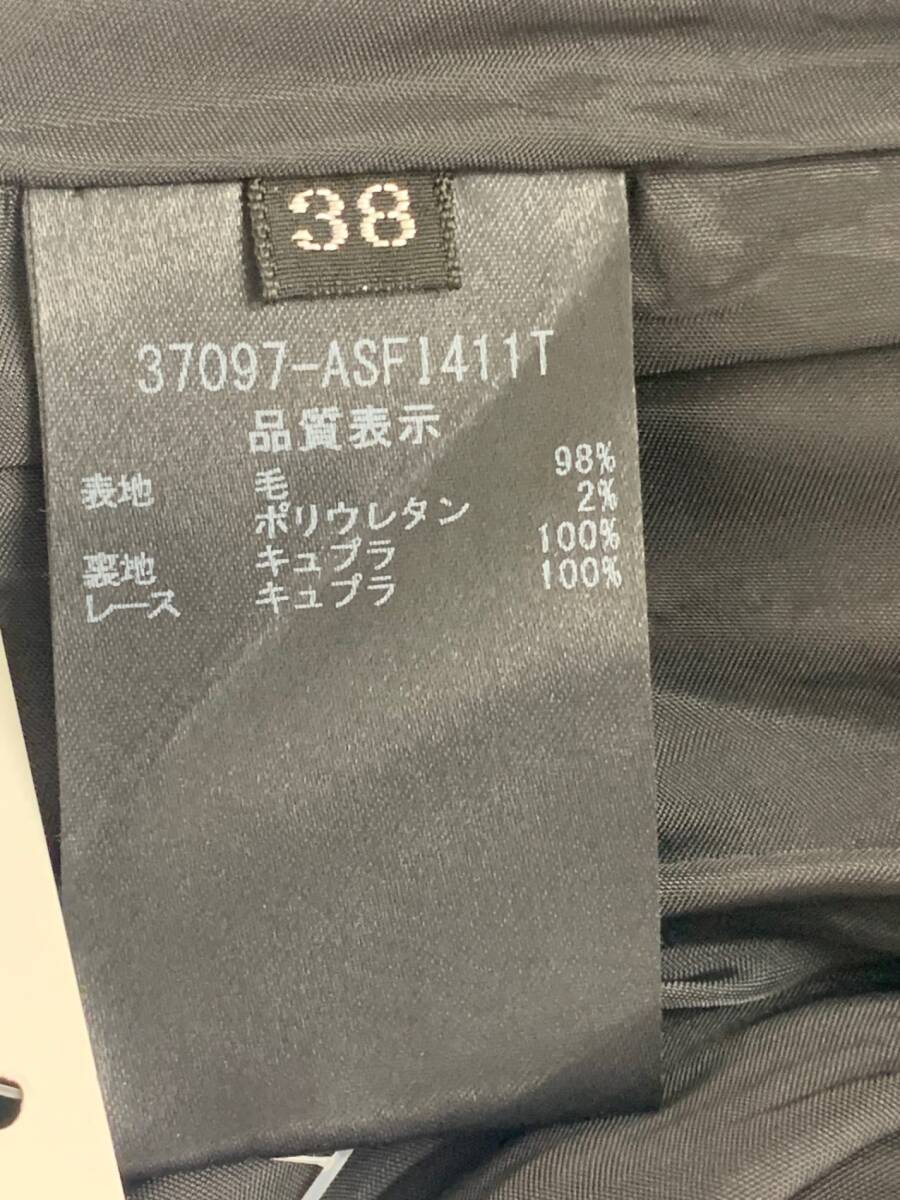 38
37097-ASFI411T
品質表示
表地 毛 98%
ポリウレタン 2%
裏地 キュプラ 100%
レース キュプラ 100%